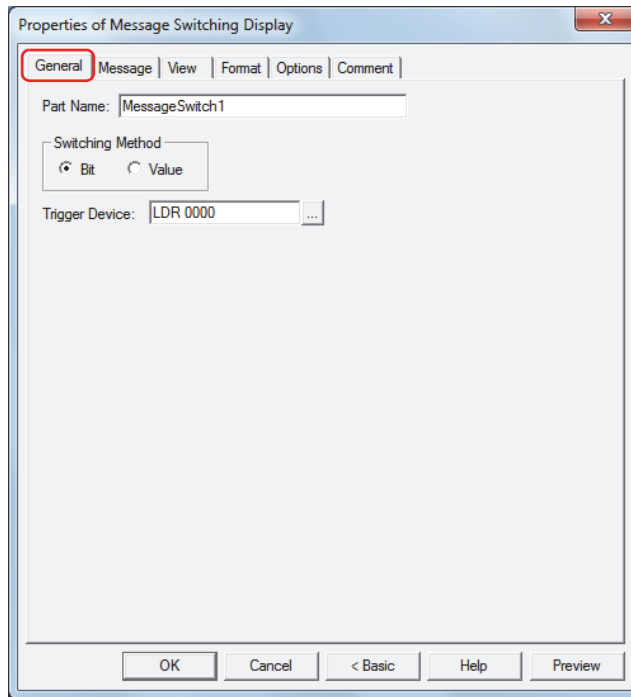 Properties of Message Switching Display
General Message View Format Options Comment
Part Name: MessageSwitch1
Switching Method
Bit Value
Trigger Device: LDR 0000 ...
OK Cancel < Basic Help Preview